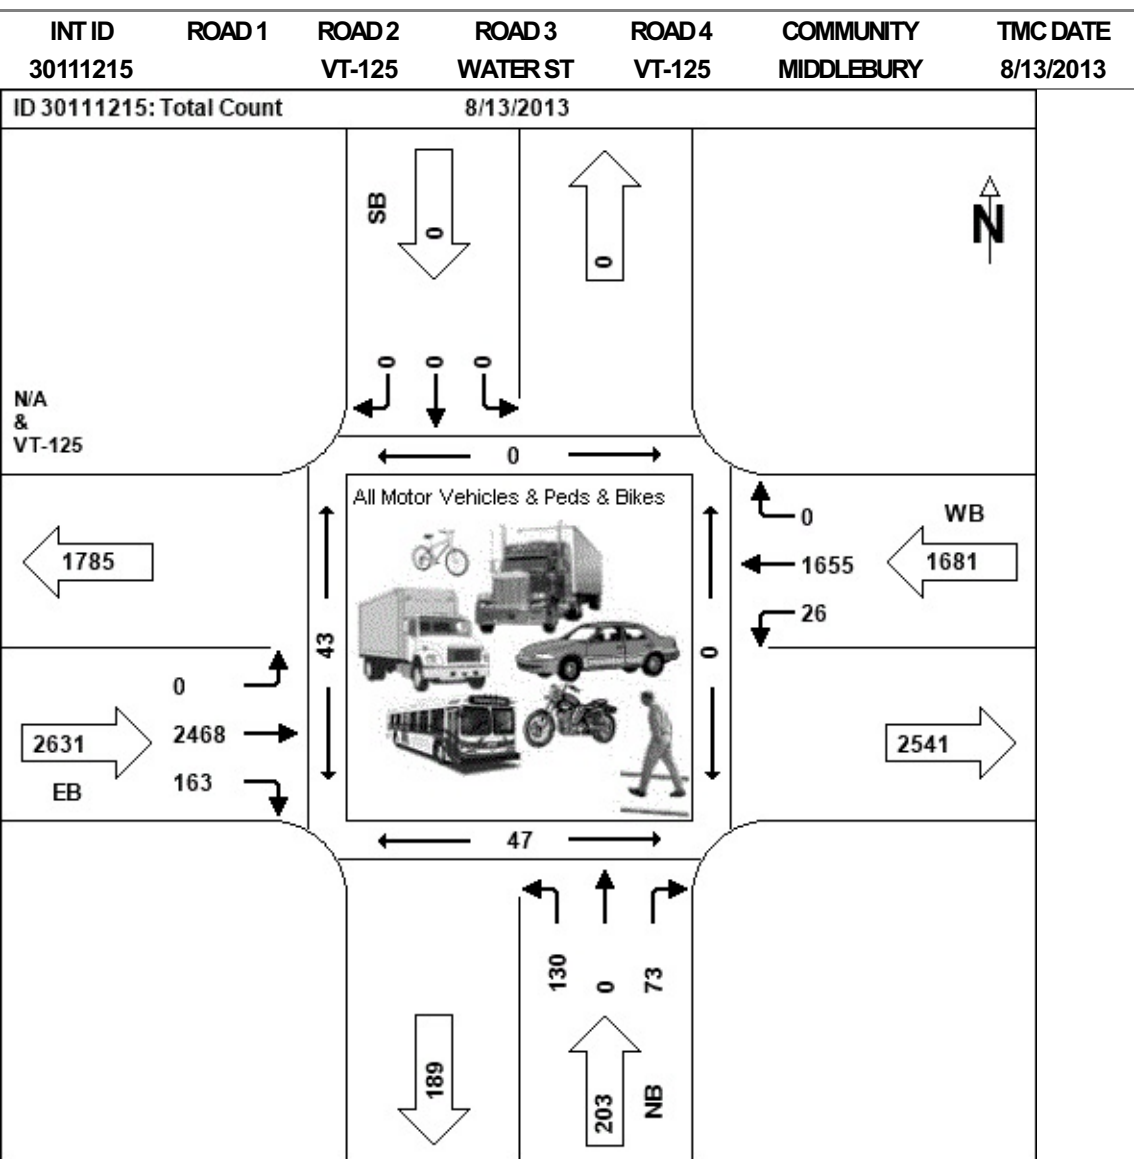 INT ID ROAD 1 ROAD 2 ROAD 3 ROAD 4 COMMUNITY TMC DATE
30111215 VT-125 WATER ST VT-125 MIDDLEBURY 8/13/2013
ID 30111215: Total Count 8/13/2013
SB
0
0
N
0 0 0
N/A
&
VT-125
0
All Motor Vehicles & Peds & Bikes
0
WB
1785
1655
1681
26
43
0
0
2631
2468
2541
163
EB
47
130 0 73
189
203
NB